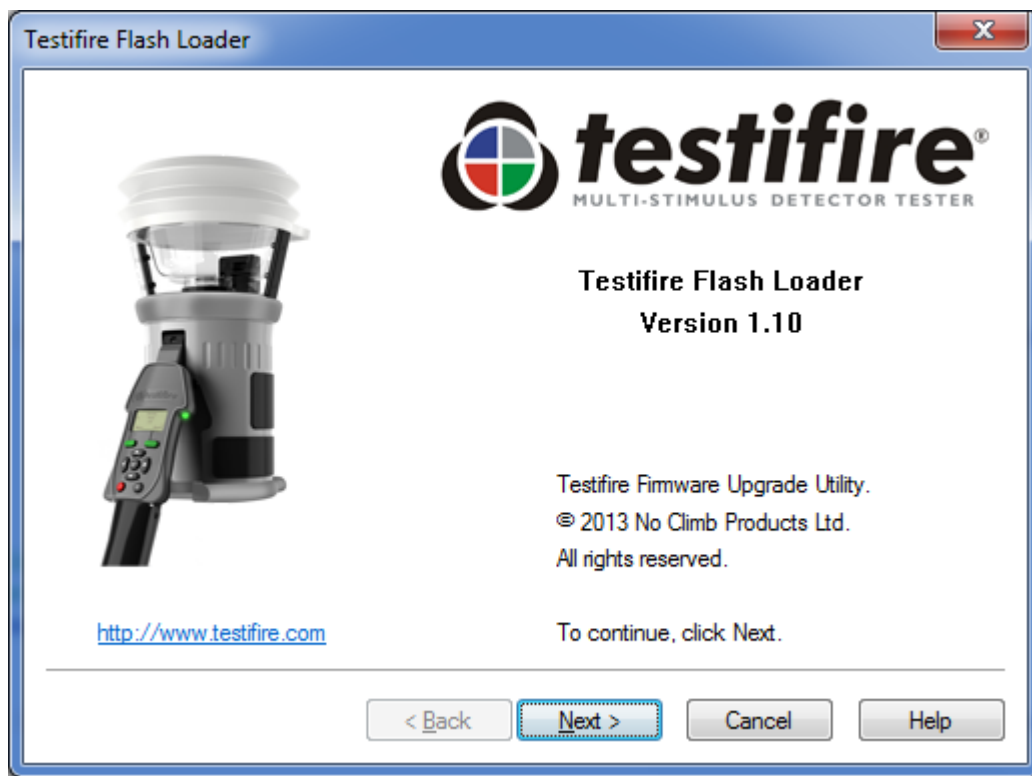 Testifire Flash Loader
X
testifire®
MULTI-STIMULUS DETECTOR TESTER
Testifire Flash Loader
Version 1.10
Testifire Firmware Upgrade Utility.
© 2013 No Climb Products Ltd.
All rights reserved.
http://www.testifire.com
To continue, click Next.
< Back
Next >
Cancel
Help